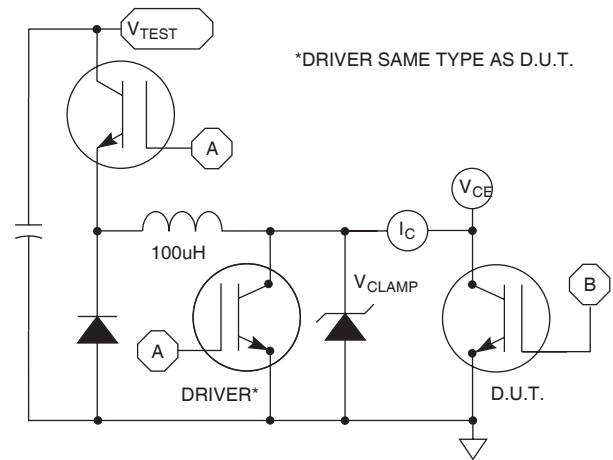 VTEST
*DRIVER SAME TYPE AS D.U.T.
A
VCE
IC
100uH
VCLAMP
B
A
DRIVER*
D.U.T.